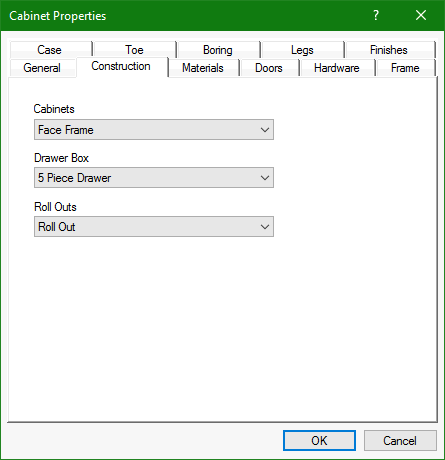 Cabinet Properties ?
Case Toe Boring Legs Finishes
General Construction Materials Doors Hardware Frame
Cabinets
Face Frame
Drawer Box
5 Piece Drawer
Roll Outs
Roll Out
OK Cancel